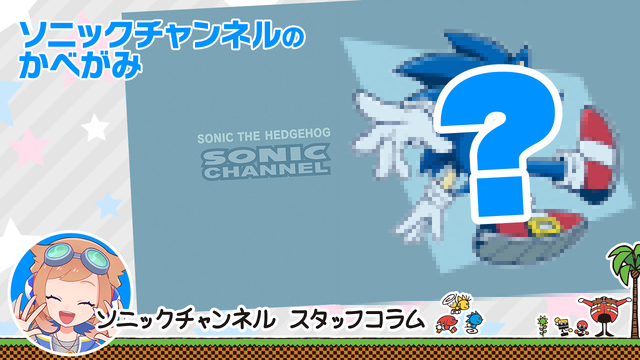 ソニックチャンネルの
かべがみ
SONIC THE HEDGEHOG
SONIC
CHANNEL
?
ソニックチャンネル スタッフコラム